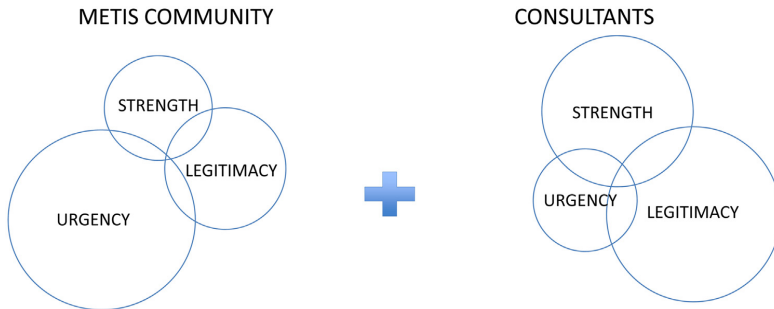 METIS COMMUNITY
STRENGTH
LEGITIMACY
URGENCY
CONSULTANTS
STRENGTH
URGENCY
LEGITIMACY